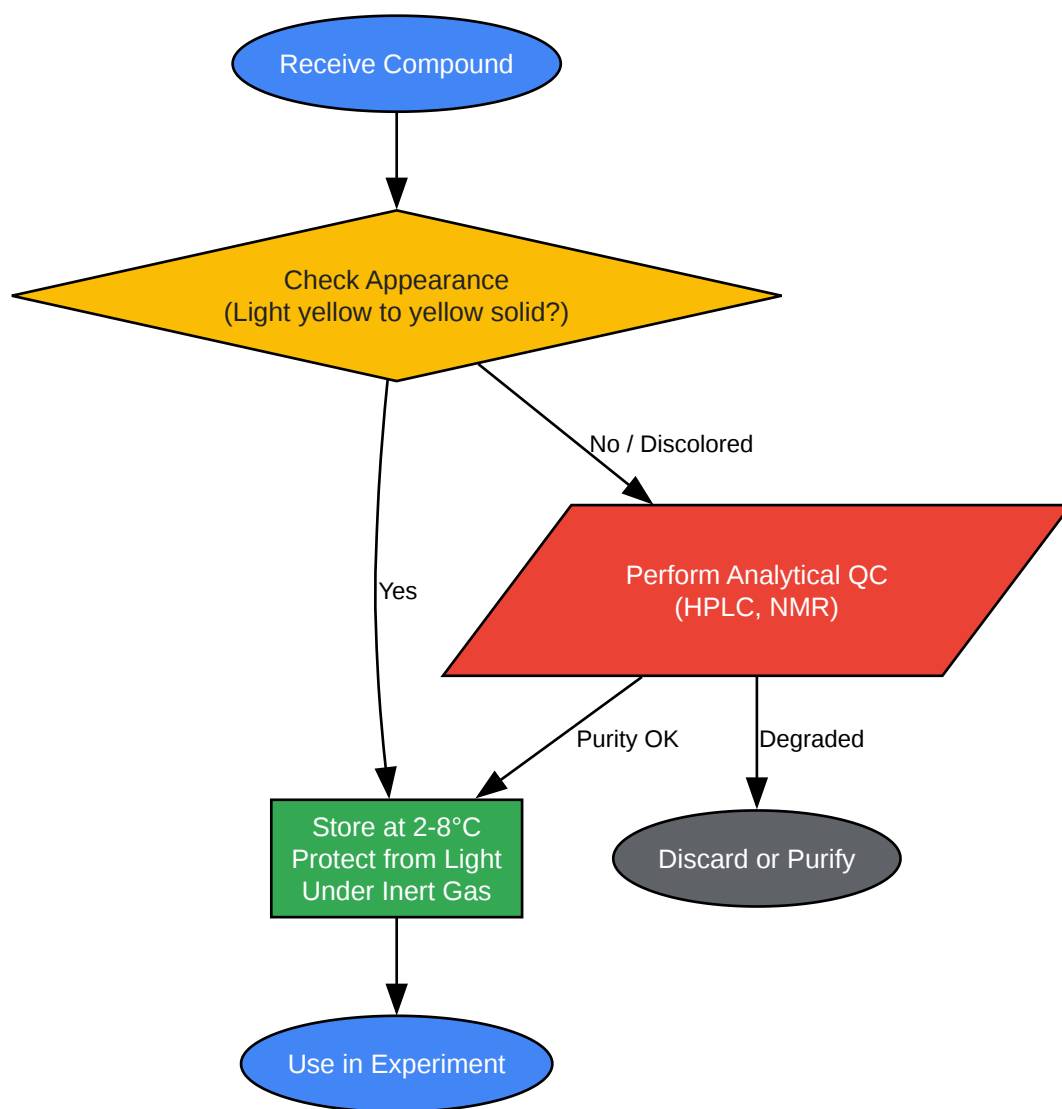 Receive Compound
Check Appearance
(Light yellow to yellow solid?)
No / Discolored
Perform Analytical QC
(HPLC, NMR)
Yes
Purity OK
Degraded
Store at 2-8°C
Protect from Light
Under Inert Gas
Discard or Purify
Use in Experiment